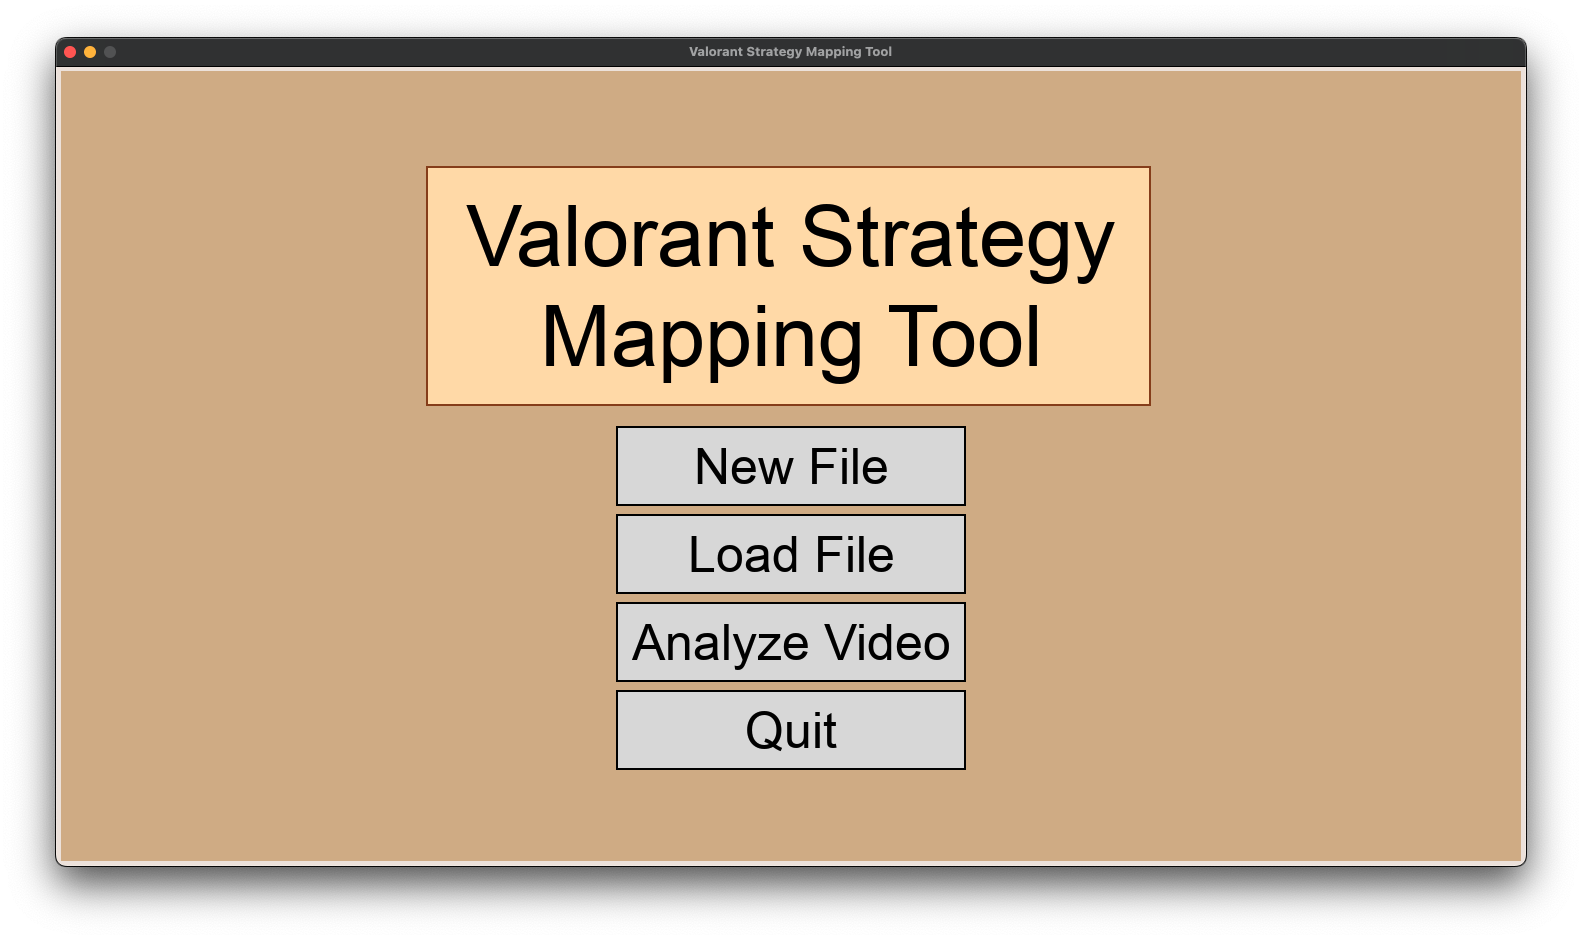 Valorant Strategy Mapping Tool
Valorant Strategy
Mapping Tool
New File
Load File
Analyze Video
Quit